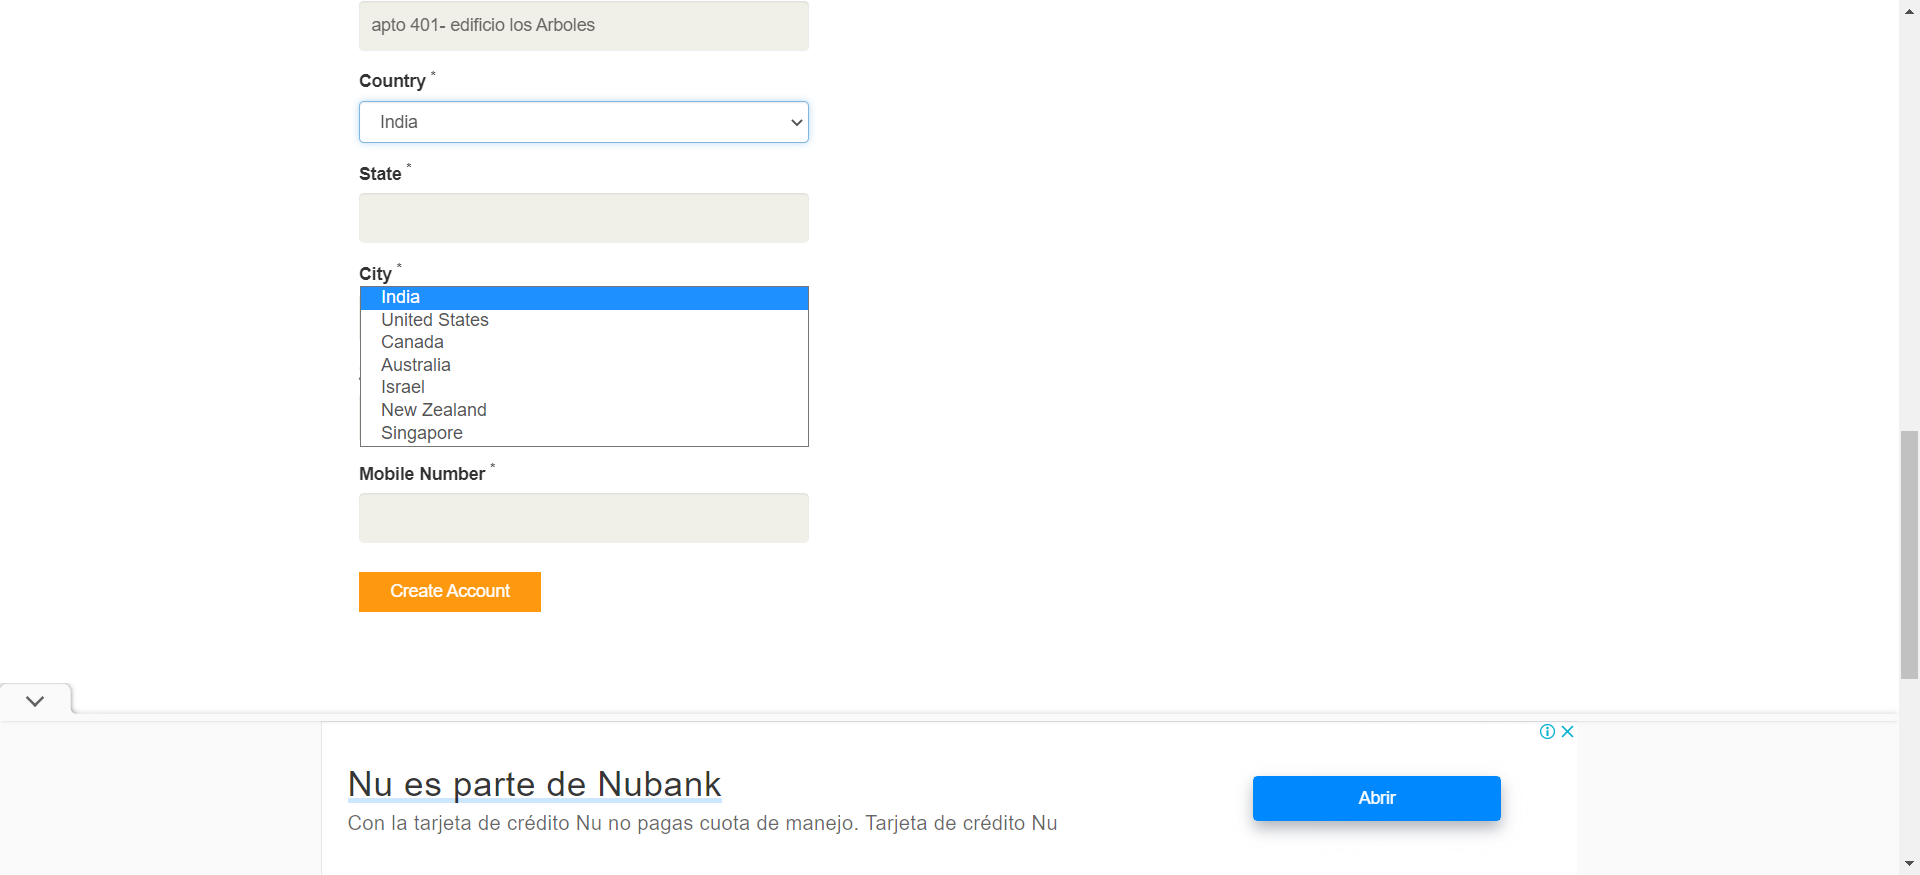 apto 401- edificio los Arboles
Country *
India
State *
City *
India
United States
Canada
Australia
Israel
New Zealand
Singapore
Mobile Number *
Create Account
Nu es parte de Nubank
Con la tarjeta de crédito Nu no pagas cuota de manejo. Tarjeta de crédito Nu
Abrir